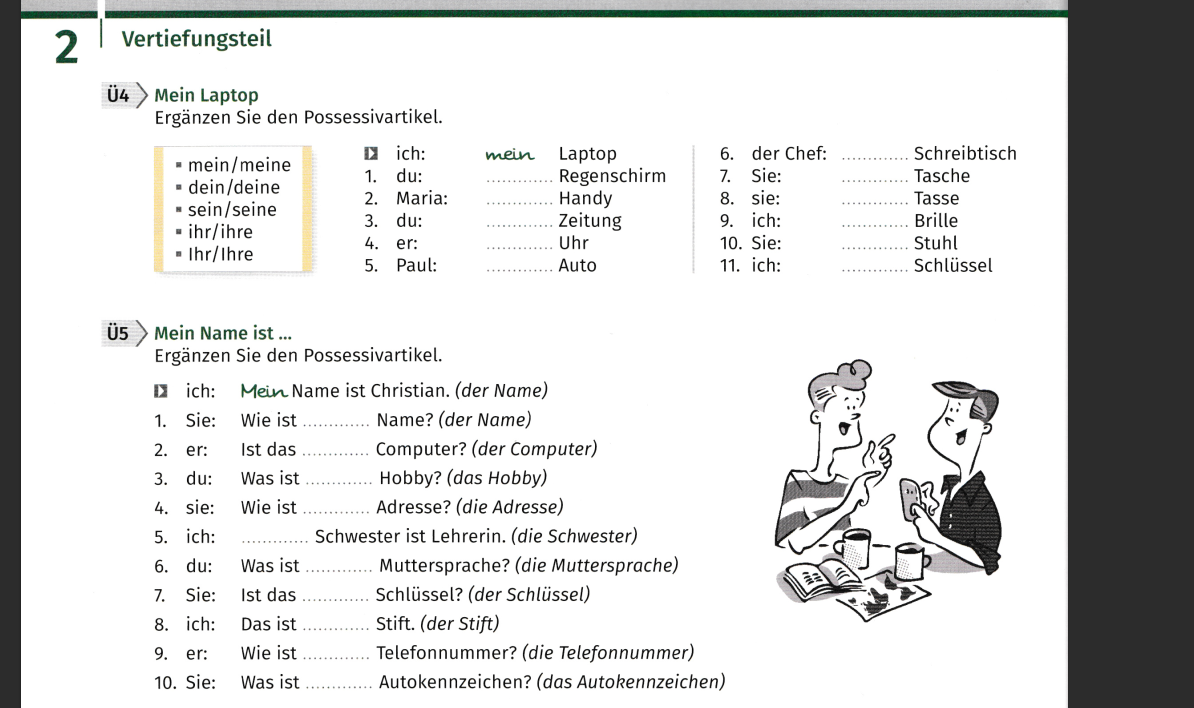 2 Vertiefungsteil
Ü4 Mein Laptop
Ergänzen Sie den Possessivartikel.
▪ mein/meine
▪ dein/deine
▪ sein/seine
▪ ihr/ihre
▪ Ihr/Ihre
ich: mein Laptop
1. du: ............ Regenschirm
2. Maria: ............ Handy
3. du: ............ Zeitung
4. er: ............ Uhr
5. Paul: ............ Auto
6. der Chef: ............ Schreibtisch
7. Sie: ............ Tasche
8. sie: ............ Tasse
9. ich: ............ Brille
10. Sie: ............ Stuhl
11. ich: ............ Schlüssel
Ü5 Mein Name ist ...
Ergänzen Sie den Possessivartikel.
ich: Mein Name ist Christian. (der Name)
1. Sie: Wie ist ............ Name? (der Name)
2. er: Ist das ............ Computer? (der Computer)
3. du: Was ist ............ Hobby? (das Hobby)
4. sie: Wie ist ............ Adresse? (die Adresse)
5. ich: ............ Schwester ist Lehrerin. (die Schwester)
6. du: Was ist ............ Muttersprache? (die Muttersprache)
7. Sie: Ist das ............ Schlüssel? (der Schlüssel)
8. ich: Das ist ............ Stift. (der Stift)
9. er: Wie ist ............ Telefonnummer? (die Telefonnummer)
10. Sie: Was ist ............ Autokennzeichen? (das Autokennzeichen)